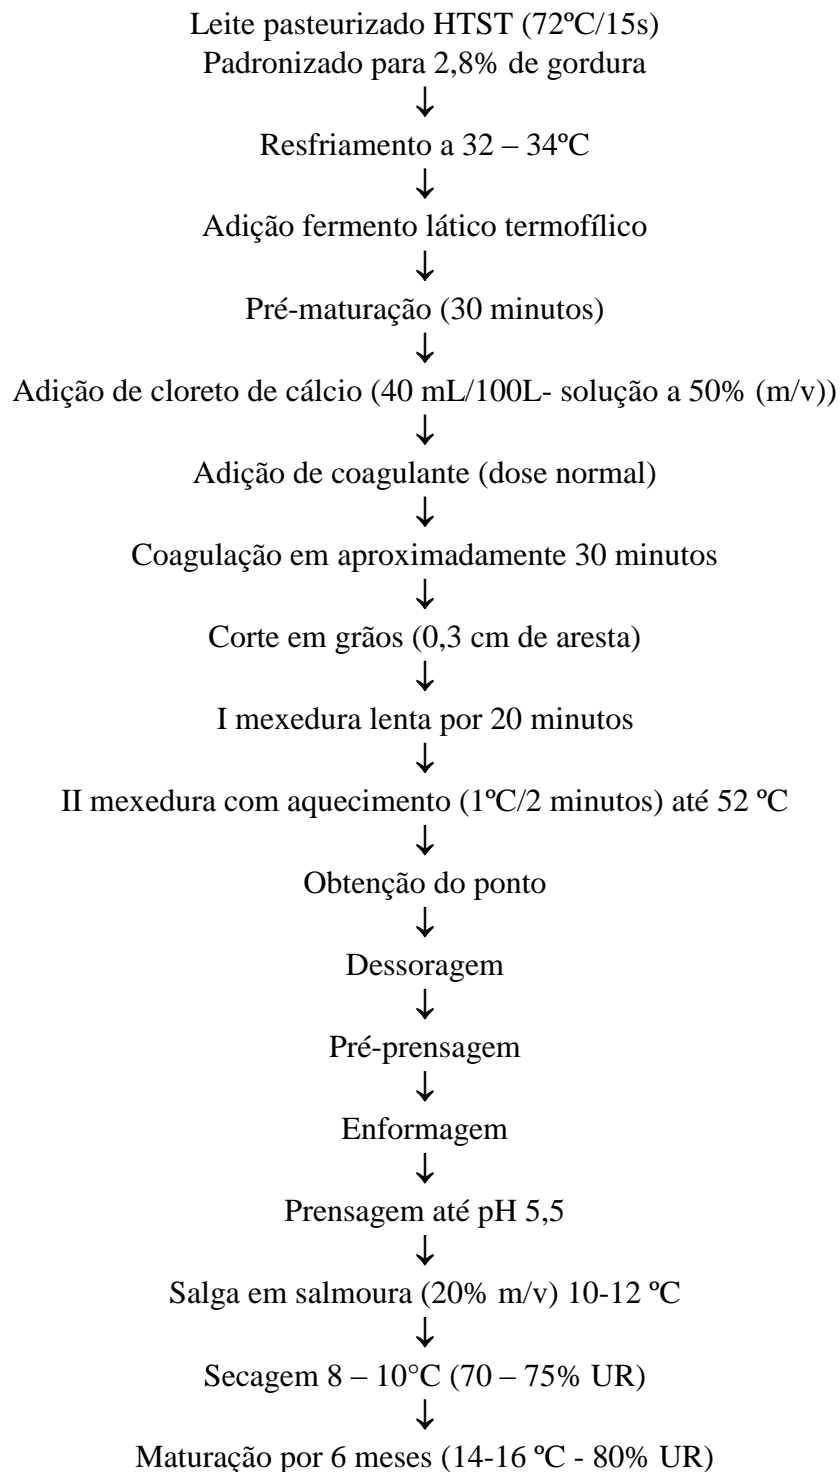 Leite pasteurizado HTST (72ºC/15s)
Padronizado para 2,8% de gordura
↓
Resfriamento a 32 – 34ºC
↓
Adição fermento lático termofílico
↓
Pré-maturação (30 minutos)
↓
Adição de cloreto de cálcio (40 mL/100L- solução a 50% (m/v))
↓
Adição de coagulante (dose normal)
↓
Coagulação em aproximadamente 30 minutos
↓
Corte em grãos (0,3 cm de aresta)
↓
I mexedura lenta por 20 minutos
↓
II mexedura com aquecimento (1ºC/2 minutos) até 52 ºC
↓
Obtenção do ponto
↓
Dessoragem
↓
Pré-prensagem
↓
Enformagem
↓
Prensagem até pH 5,5
↓
Salga em salmoura (20% m/v) 10-12 ºC
↓
Secagem 8 – 10°C (70 – 75% UR)
↓
Maturação por 6 meses (14-16 ºC - 80% UR)